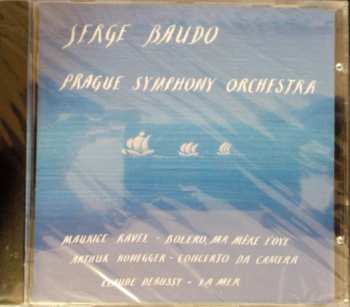 SERGE BAUDO
PRAGUE SYMPHONY ORCHESTRA
MAURICE RAVEL - BOLERO, MA MÈRE L'OYE
ARTHUR HONEGGER - CONCERTO DA CAMERA
CLAUDE DEBUSSY - LA MER